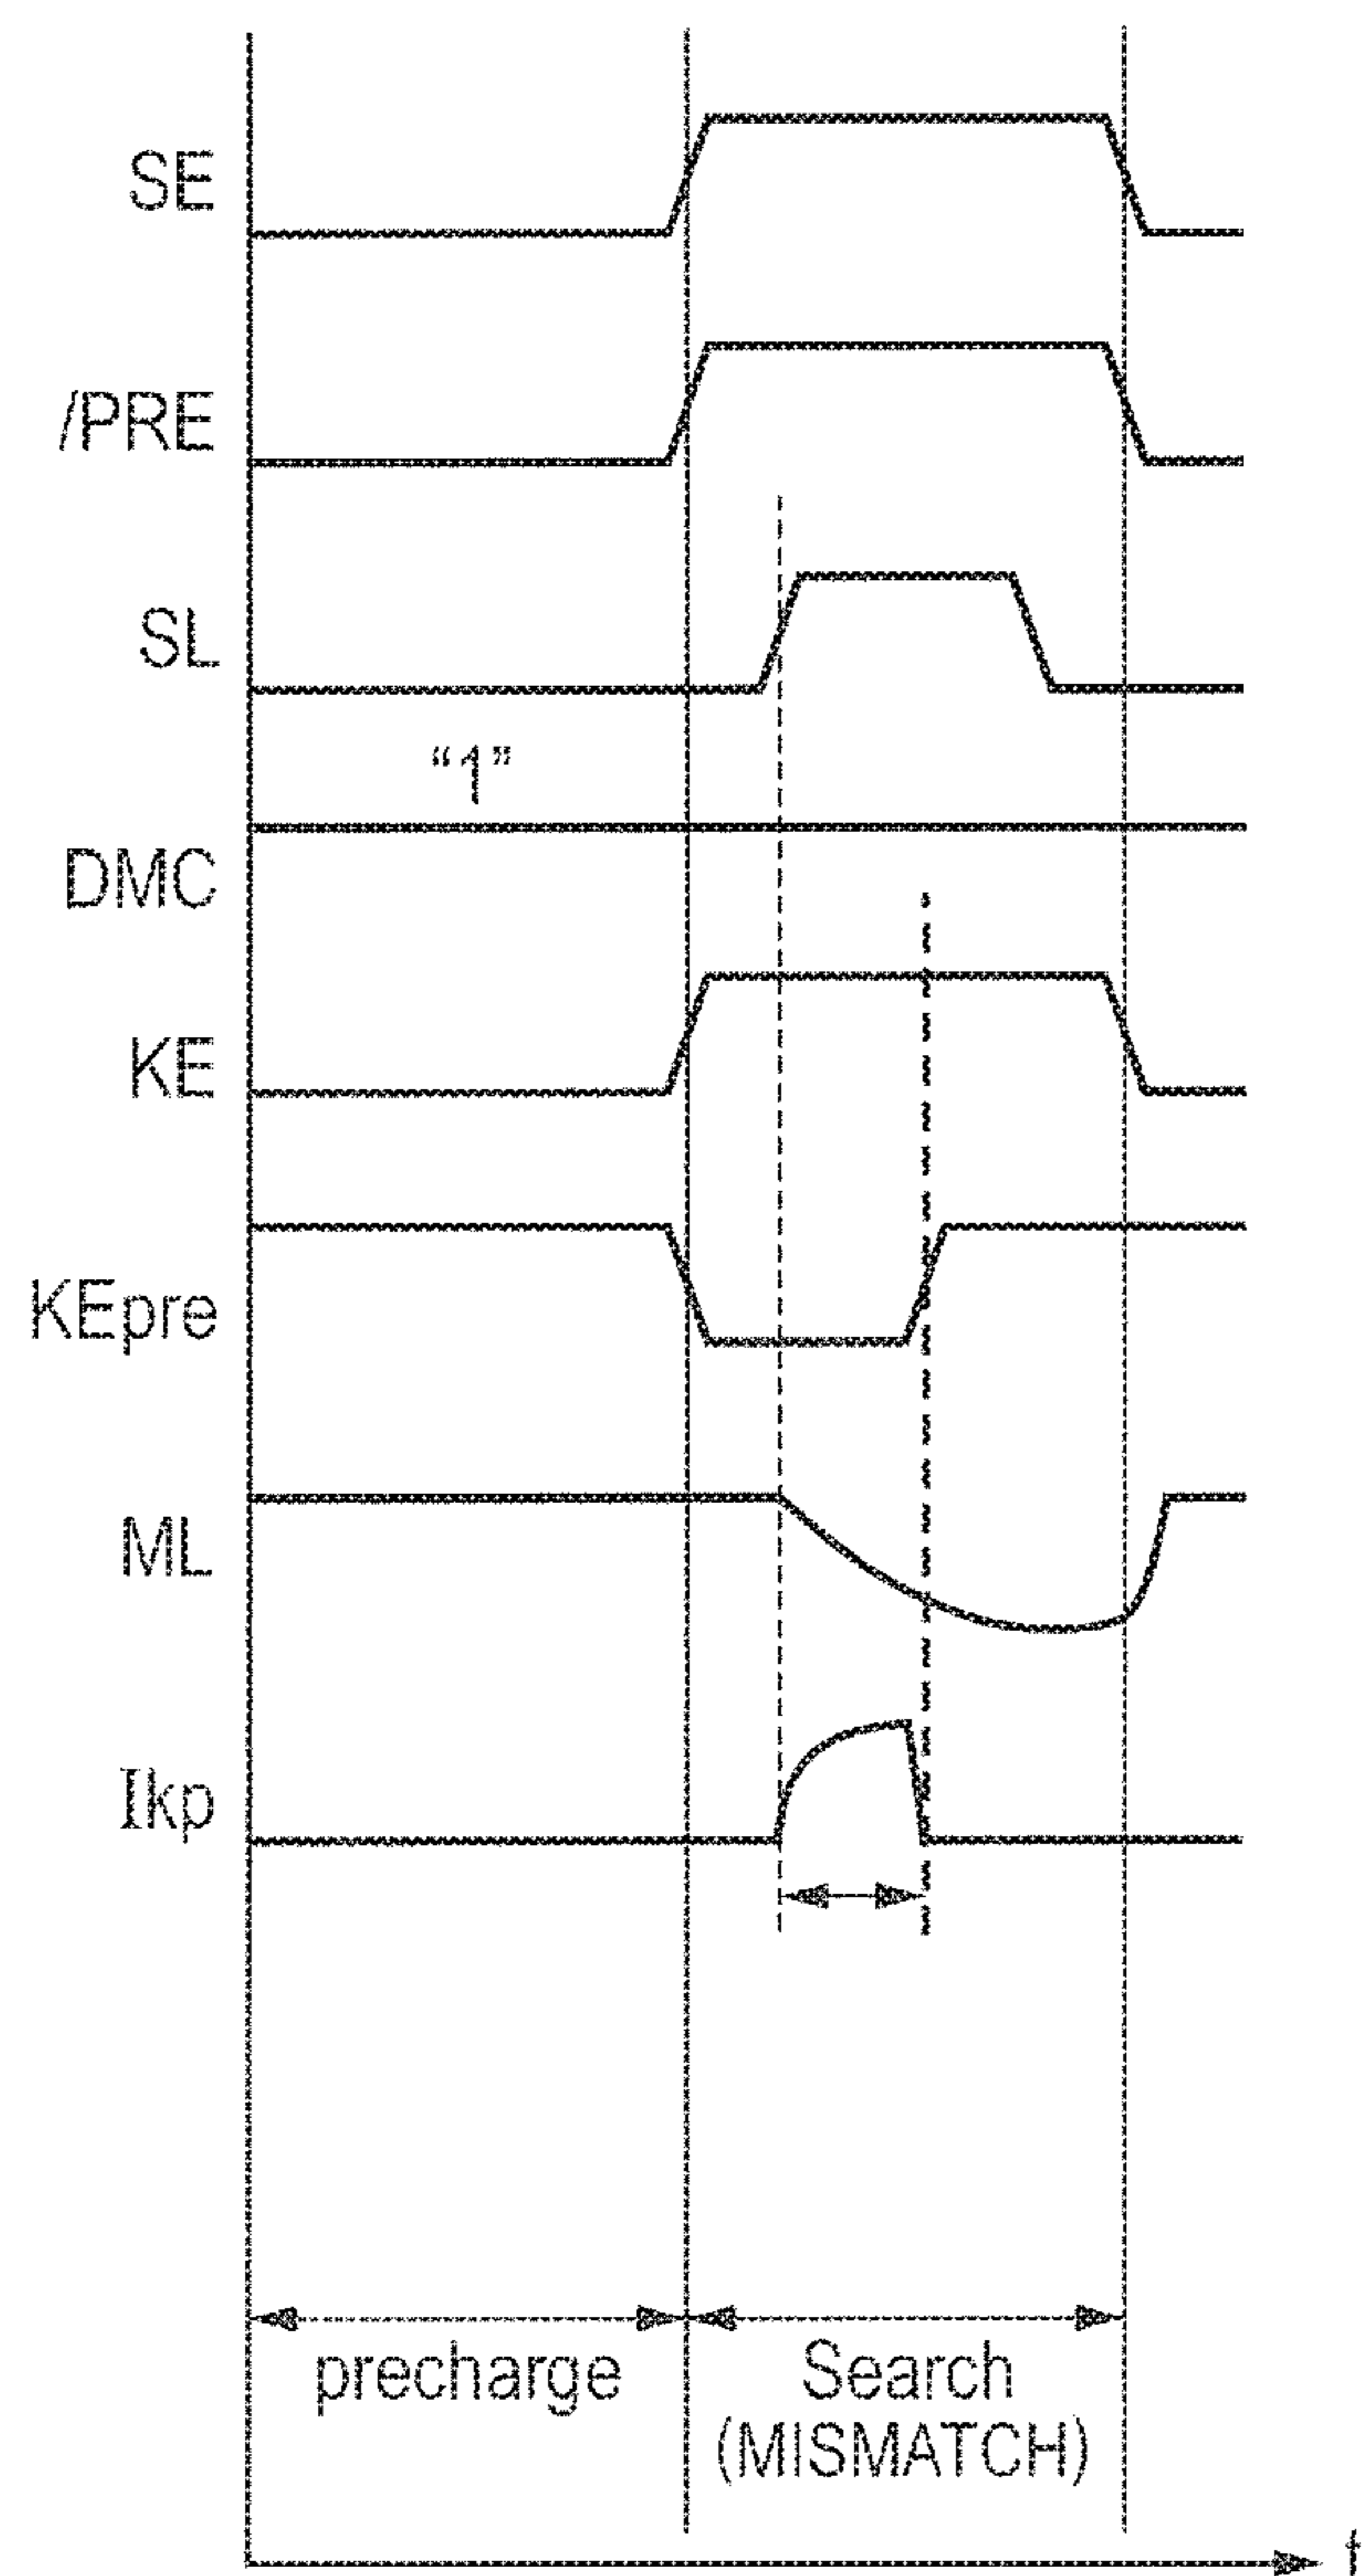 SE
/PRE
SL
“1”
DMC
KE
KEpre
ML
Ikp
precharge
Search
(MISMATCH)
t